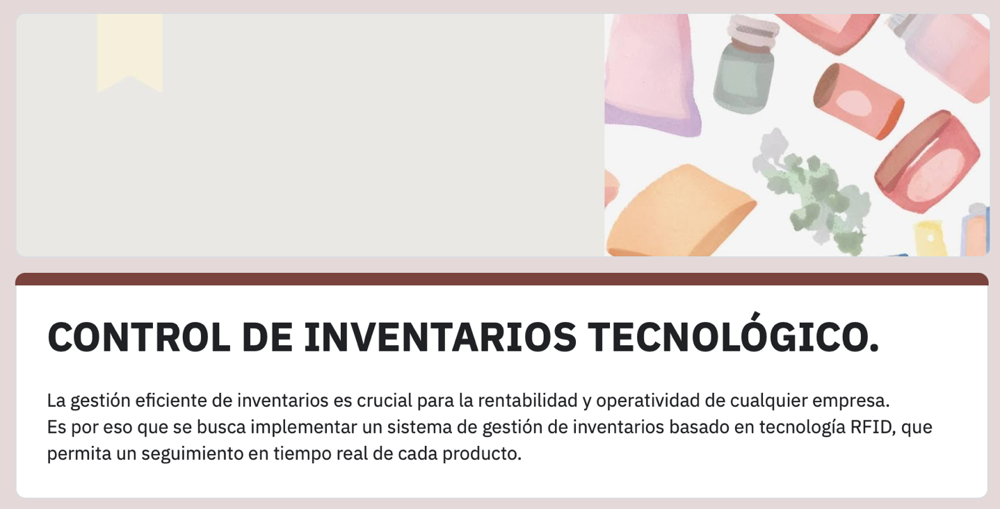 CONTROL DE INVENTARIOS TECNOLÓGICO.
La gestión eficiente de inventarios es crucial para la rentabilidad y operatividad de cualquier empresa.
Es por eso que se busca implementar un sistema de gestión de inventarios basado en tecnología RFID, que
permita un seguimiento en tiempo real de cada producto.